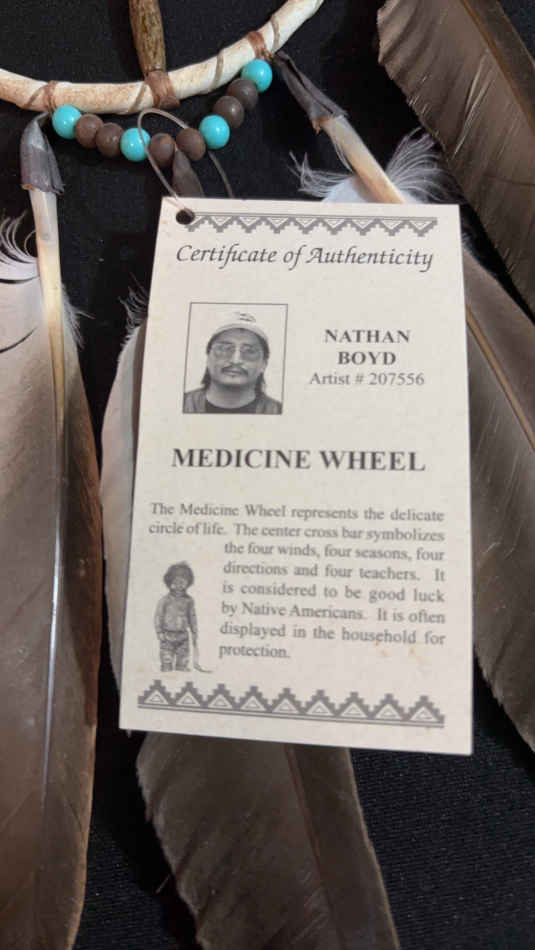 Certificate of Authenticity
NATHAN
BOYD
Artist # 207556
MEDICINE WHEEL
The Medicine Wheel represents the delicate
circle of life. The center cross bar symbolizes
the four winds, four seasons, four
directions and four teachers. It
is considered to be good luck
by Native Americans. It is often
displayed in the household for
protection.